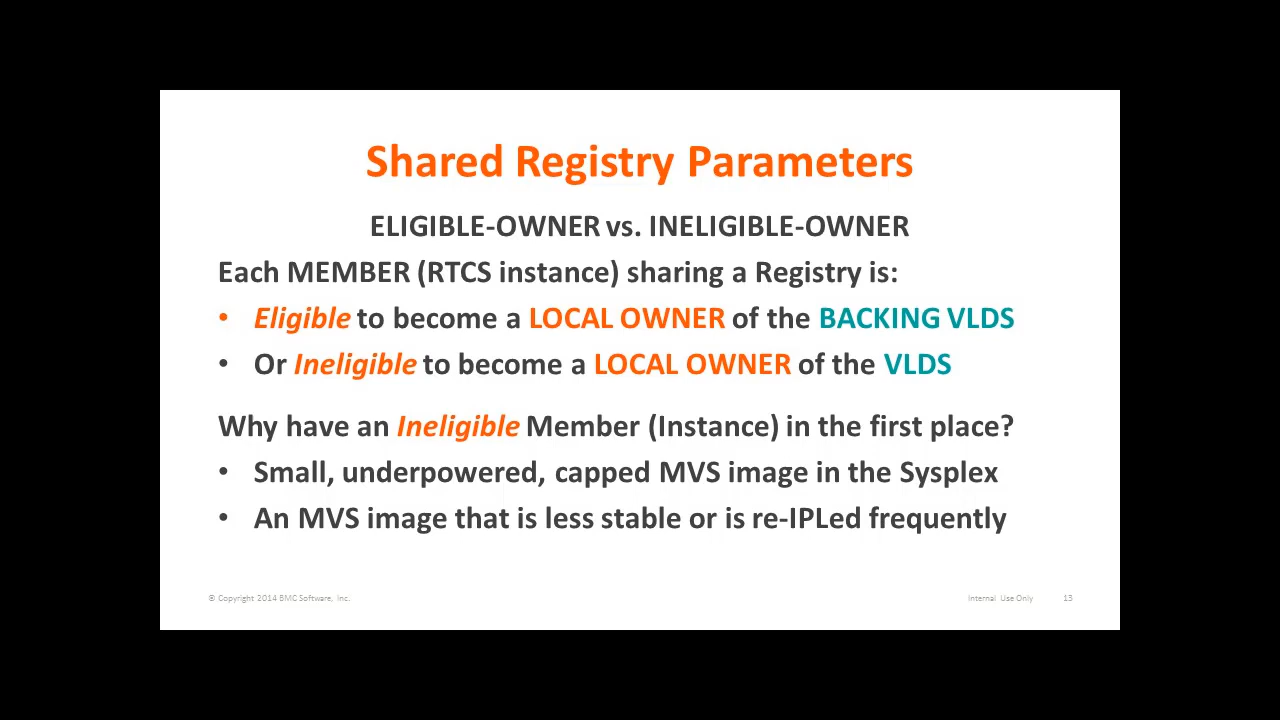 Shared Registry Parameters
ELIGIBLE-OWNER vs. INELIGIBLE-OWNER
Each MEMBER (RTCS instance) sharing a Registry is:
• Eligible to become a LOCAL OWNER of the BACKING VLDS
• Or Ineligible to become a LOCAL OWNER of the VLDS
Why have an Ineligible Member (Instance) in the first place?
• Small, underpowered, capped MVS image in the Sysplex
• An MVS image that is less stable or is re-IPLed frequently
© Copyright 2014 BMC Software, Inc. Internal Use Only 13